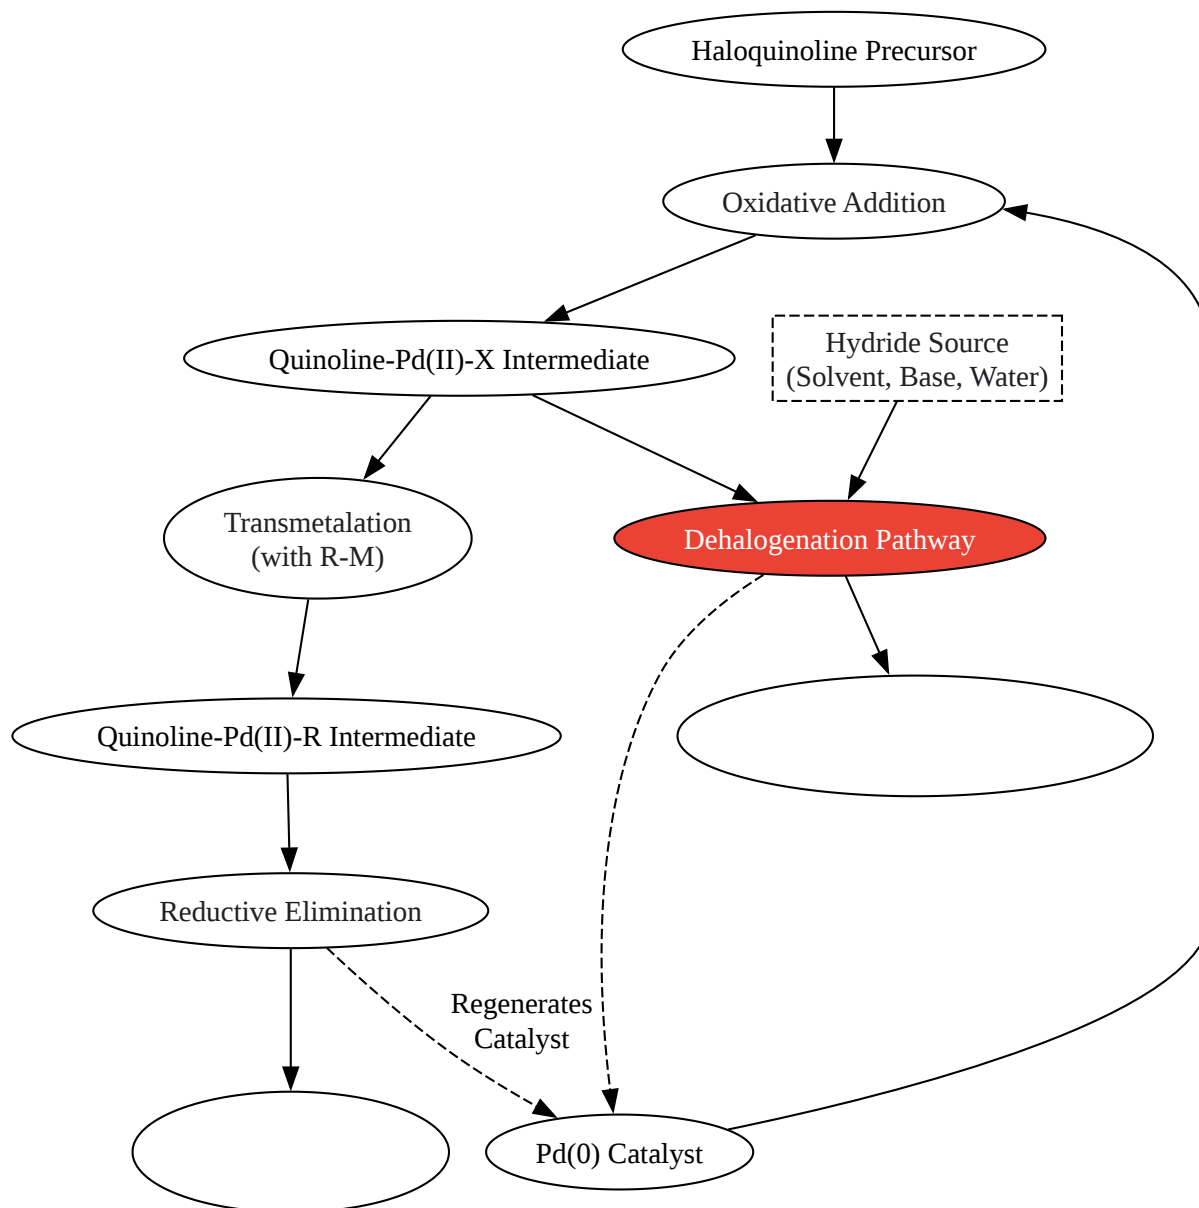 Haloquinoline Precursor
Oxidative Addition
Hydride Source
(Solvent, Base, Water)
Quinoline-Pd(II)-X Intermediate
Transmetalation
(with R-M)
Dehalogenation Pathway
Quinoline-Pd(II)-R Intermediate
Reductive Elimination
Regenerates
Catalyst
Pd(0) Catalyst